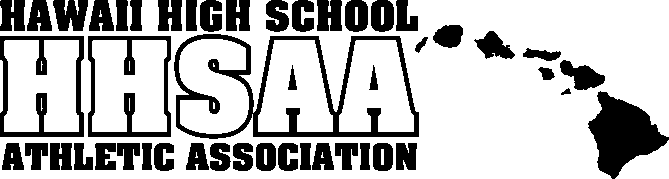 HAWAII HIGH SCHOOL
HHSAA
ATHLETIC ASSOCIATION